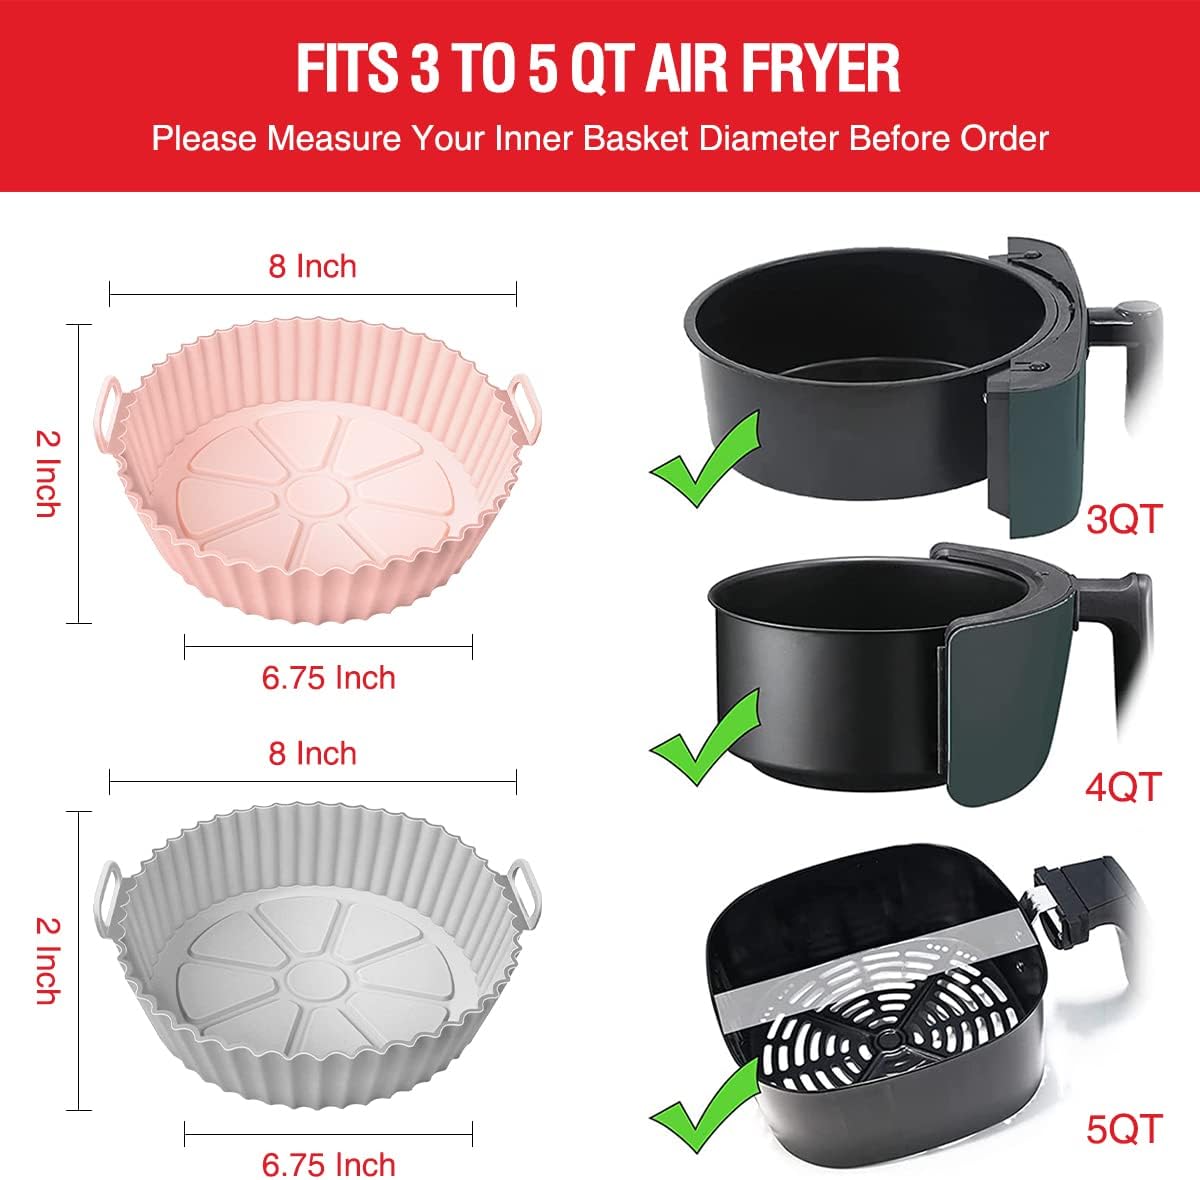 FITS 3 TO 5 QT AIR FRYER
Please Measure Your Inner Basket Diameter Before Order
8 Inch
2 Inch
6.75 Inch
8 Inch
2 Inch
6.75 Inch
3QT
4QT
5QT